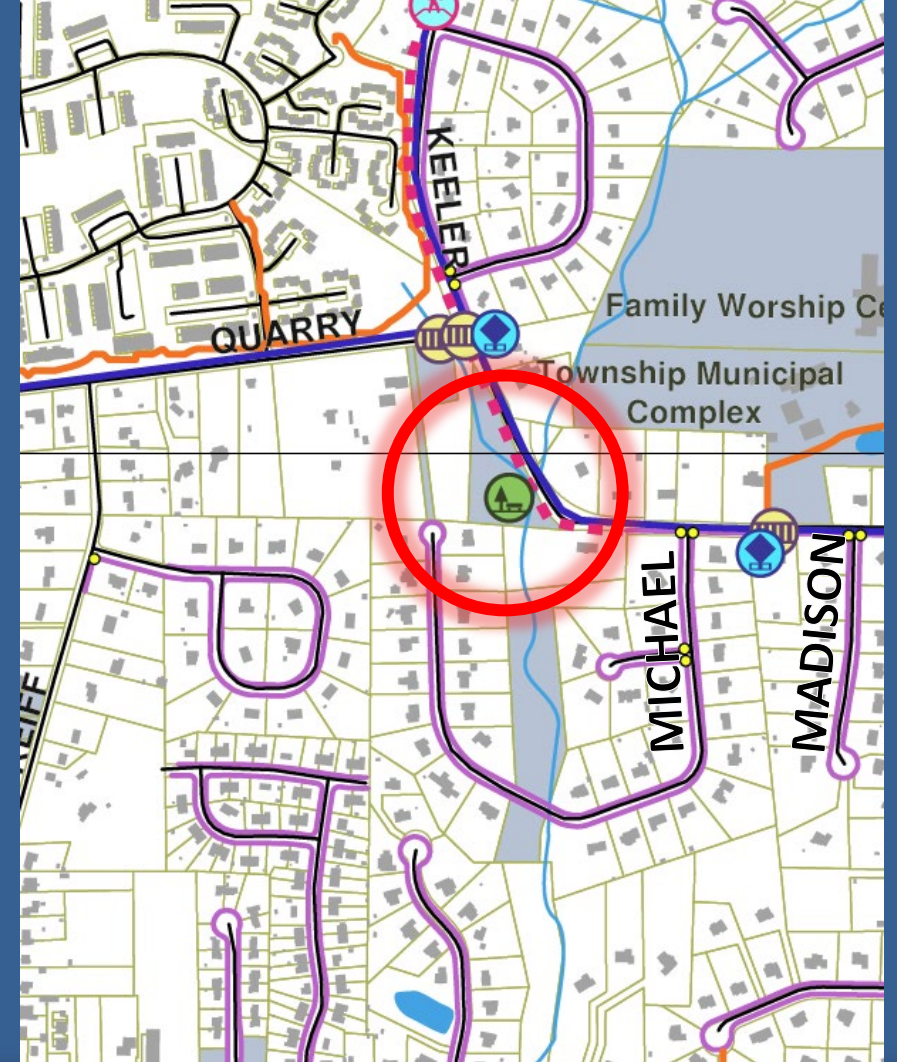 KEELER
Family Worship Ce
QUARRY
Township Municipal
Complex
MICHAEL
MADISON